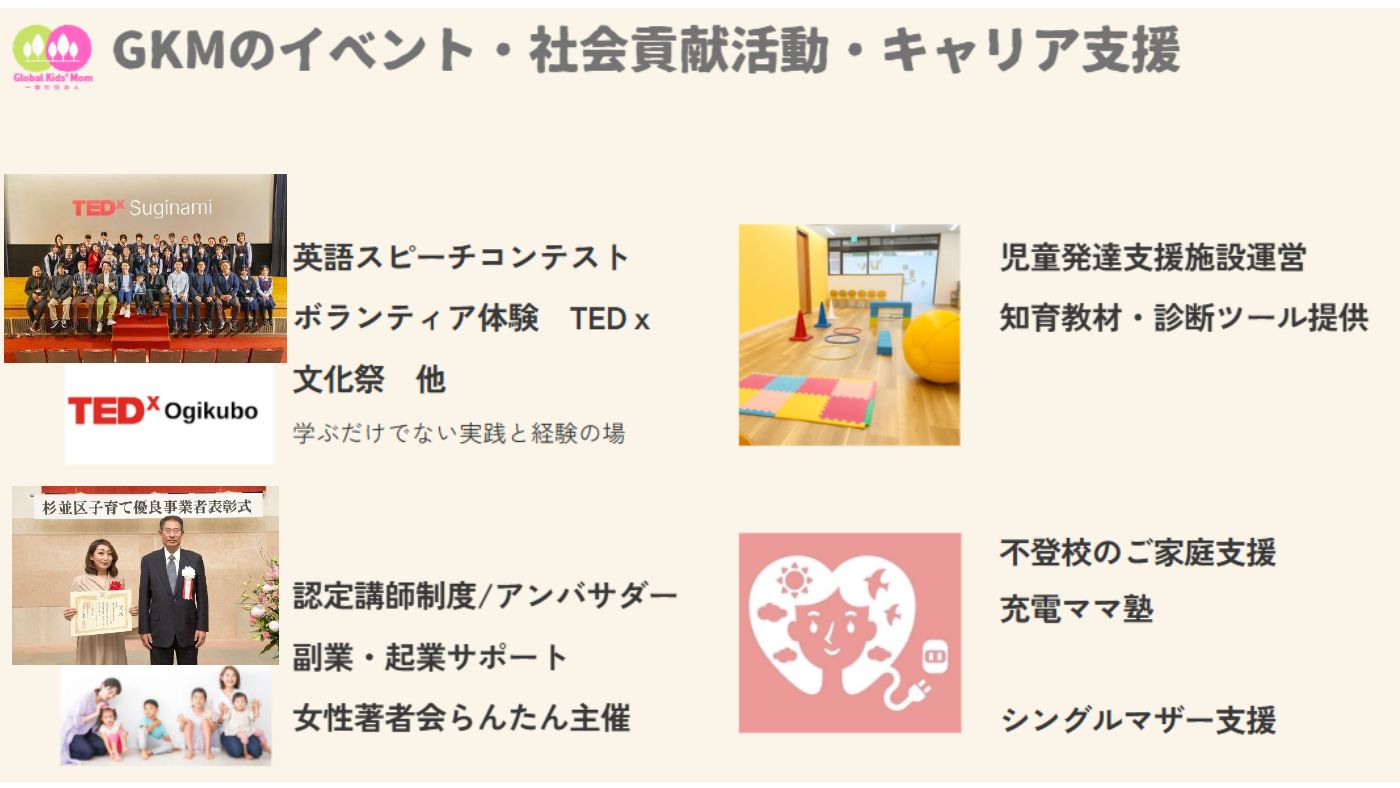 GKMのイベント・社会貢献活動・キャリア支援
Global Kids' Mom
一般社団法人
TEDx Suginami
英語スピーチコンテスト
ボランティア体験　TEDｘ
文化祭　他
学ぶだけでない実践と経験の場
TEDx Ogikubo
児童発達支援施設運営
知育教材・診断ツール提供
杉並区子育て優良事業者表彰式
認定講師制度/アンバサダー
副業・起業サポート
女性著者会らんたん主催
不登校のご家庭支援
充電ママ塾
シングルマザー支援